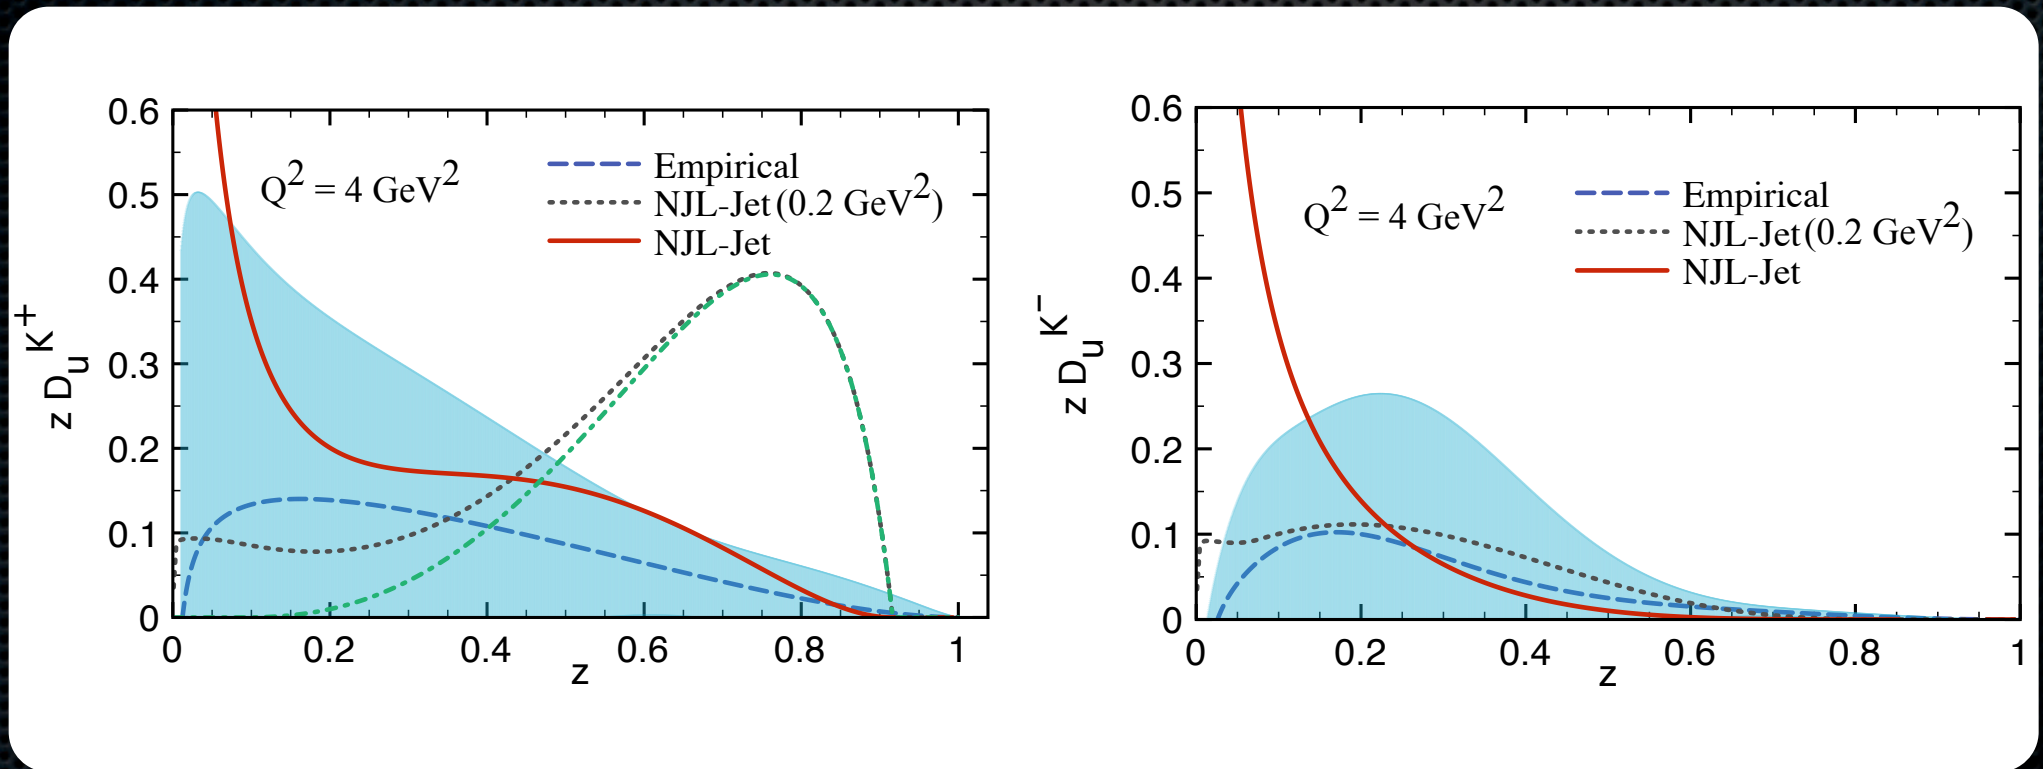 0.6
0.5
0.4
0.3
0.2
0.1
0
z D_u^{K^+}
Q² = 4 GeV²
Empirical
NJL-Jet (0.2 GeV²)
NJL-Jet
0 0.2 0.4 0.6 0.8 1
z
0.6
0.5
0.4
0.3
0.2
0.1
0
z D_u^{K^-}
Q² = 4 GeV²
Empirical
NJL-Jet (0.2 GeV²)
NJL-Jet
0 0.2 0.4 0.6 0.8 1
z